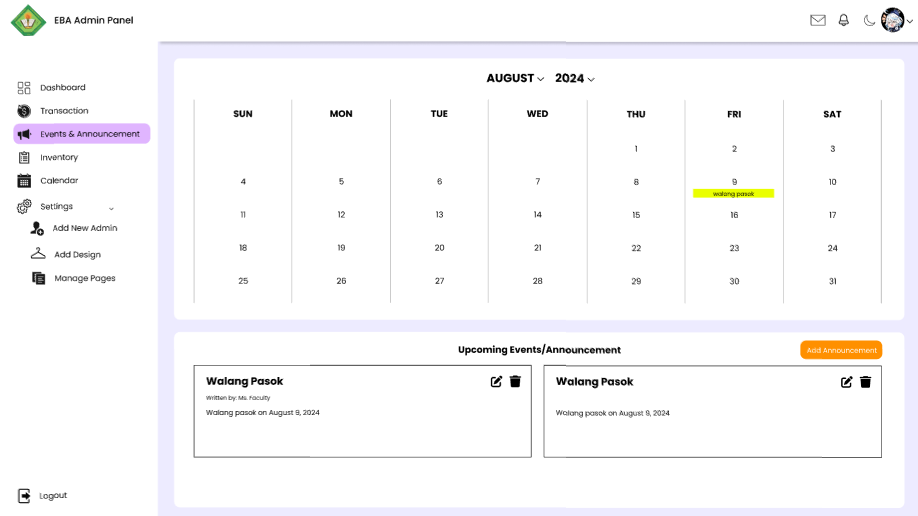 EBA Admin Panel
Dashboard
Transaction
Events & Announcement
Inventory
Calendar
Settings
Add New Admin
Add Design
Manage Pages
Logout
AUGUST 2024
SUN MON TUE WED THU FRI SAT
1 2 3
4 5 6 7 8 9 10
walang pasok
11 12 13 14 15 16 17
18 19 20 21 22 23 24
25 26 27 28 29 30 31
Upcoming Events/Announcement
Add Announcement
Walang Pasok
Written by: Ms. Faculty
Walang pasok on August 9, 2024
Walang Pasok
Walang pasok on August 9, 2024